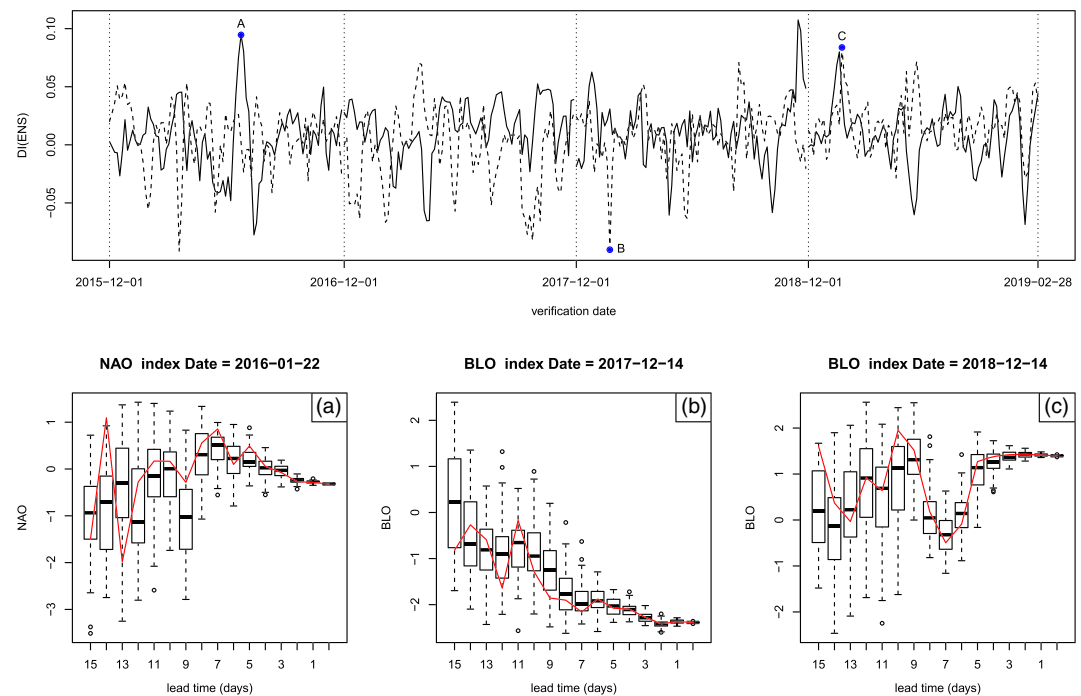 A
C
B
0.10
0.05
0.00
−0.05
DI(ENS)
2015−12−01 2016−12−01 2017−12−01 2018−12−01 2019−02−28
verification date
NAO index Date = 2016−01−22
(a)
1
0
−1
−2
−3
NAO
15 13 11 9 7 5 3 1
lead time (days)
BLO index Date = 2017−12−14
(b)
2
1
0
−1
−2
BLO
15 13 11 9 7 5 3 1
lead time (days)
BLO index Date = 2018−12−14
(c)
2
1
0
−1
−2
BLO
15 13 11 9 7 5 3 1
lead time (days)